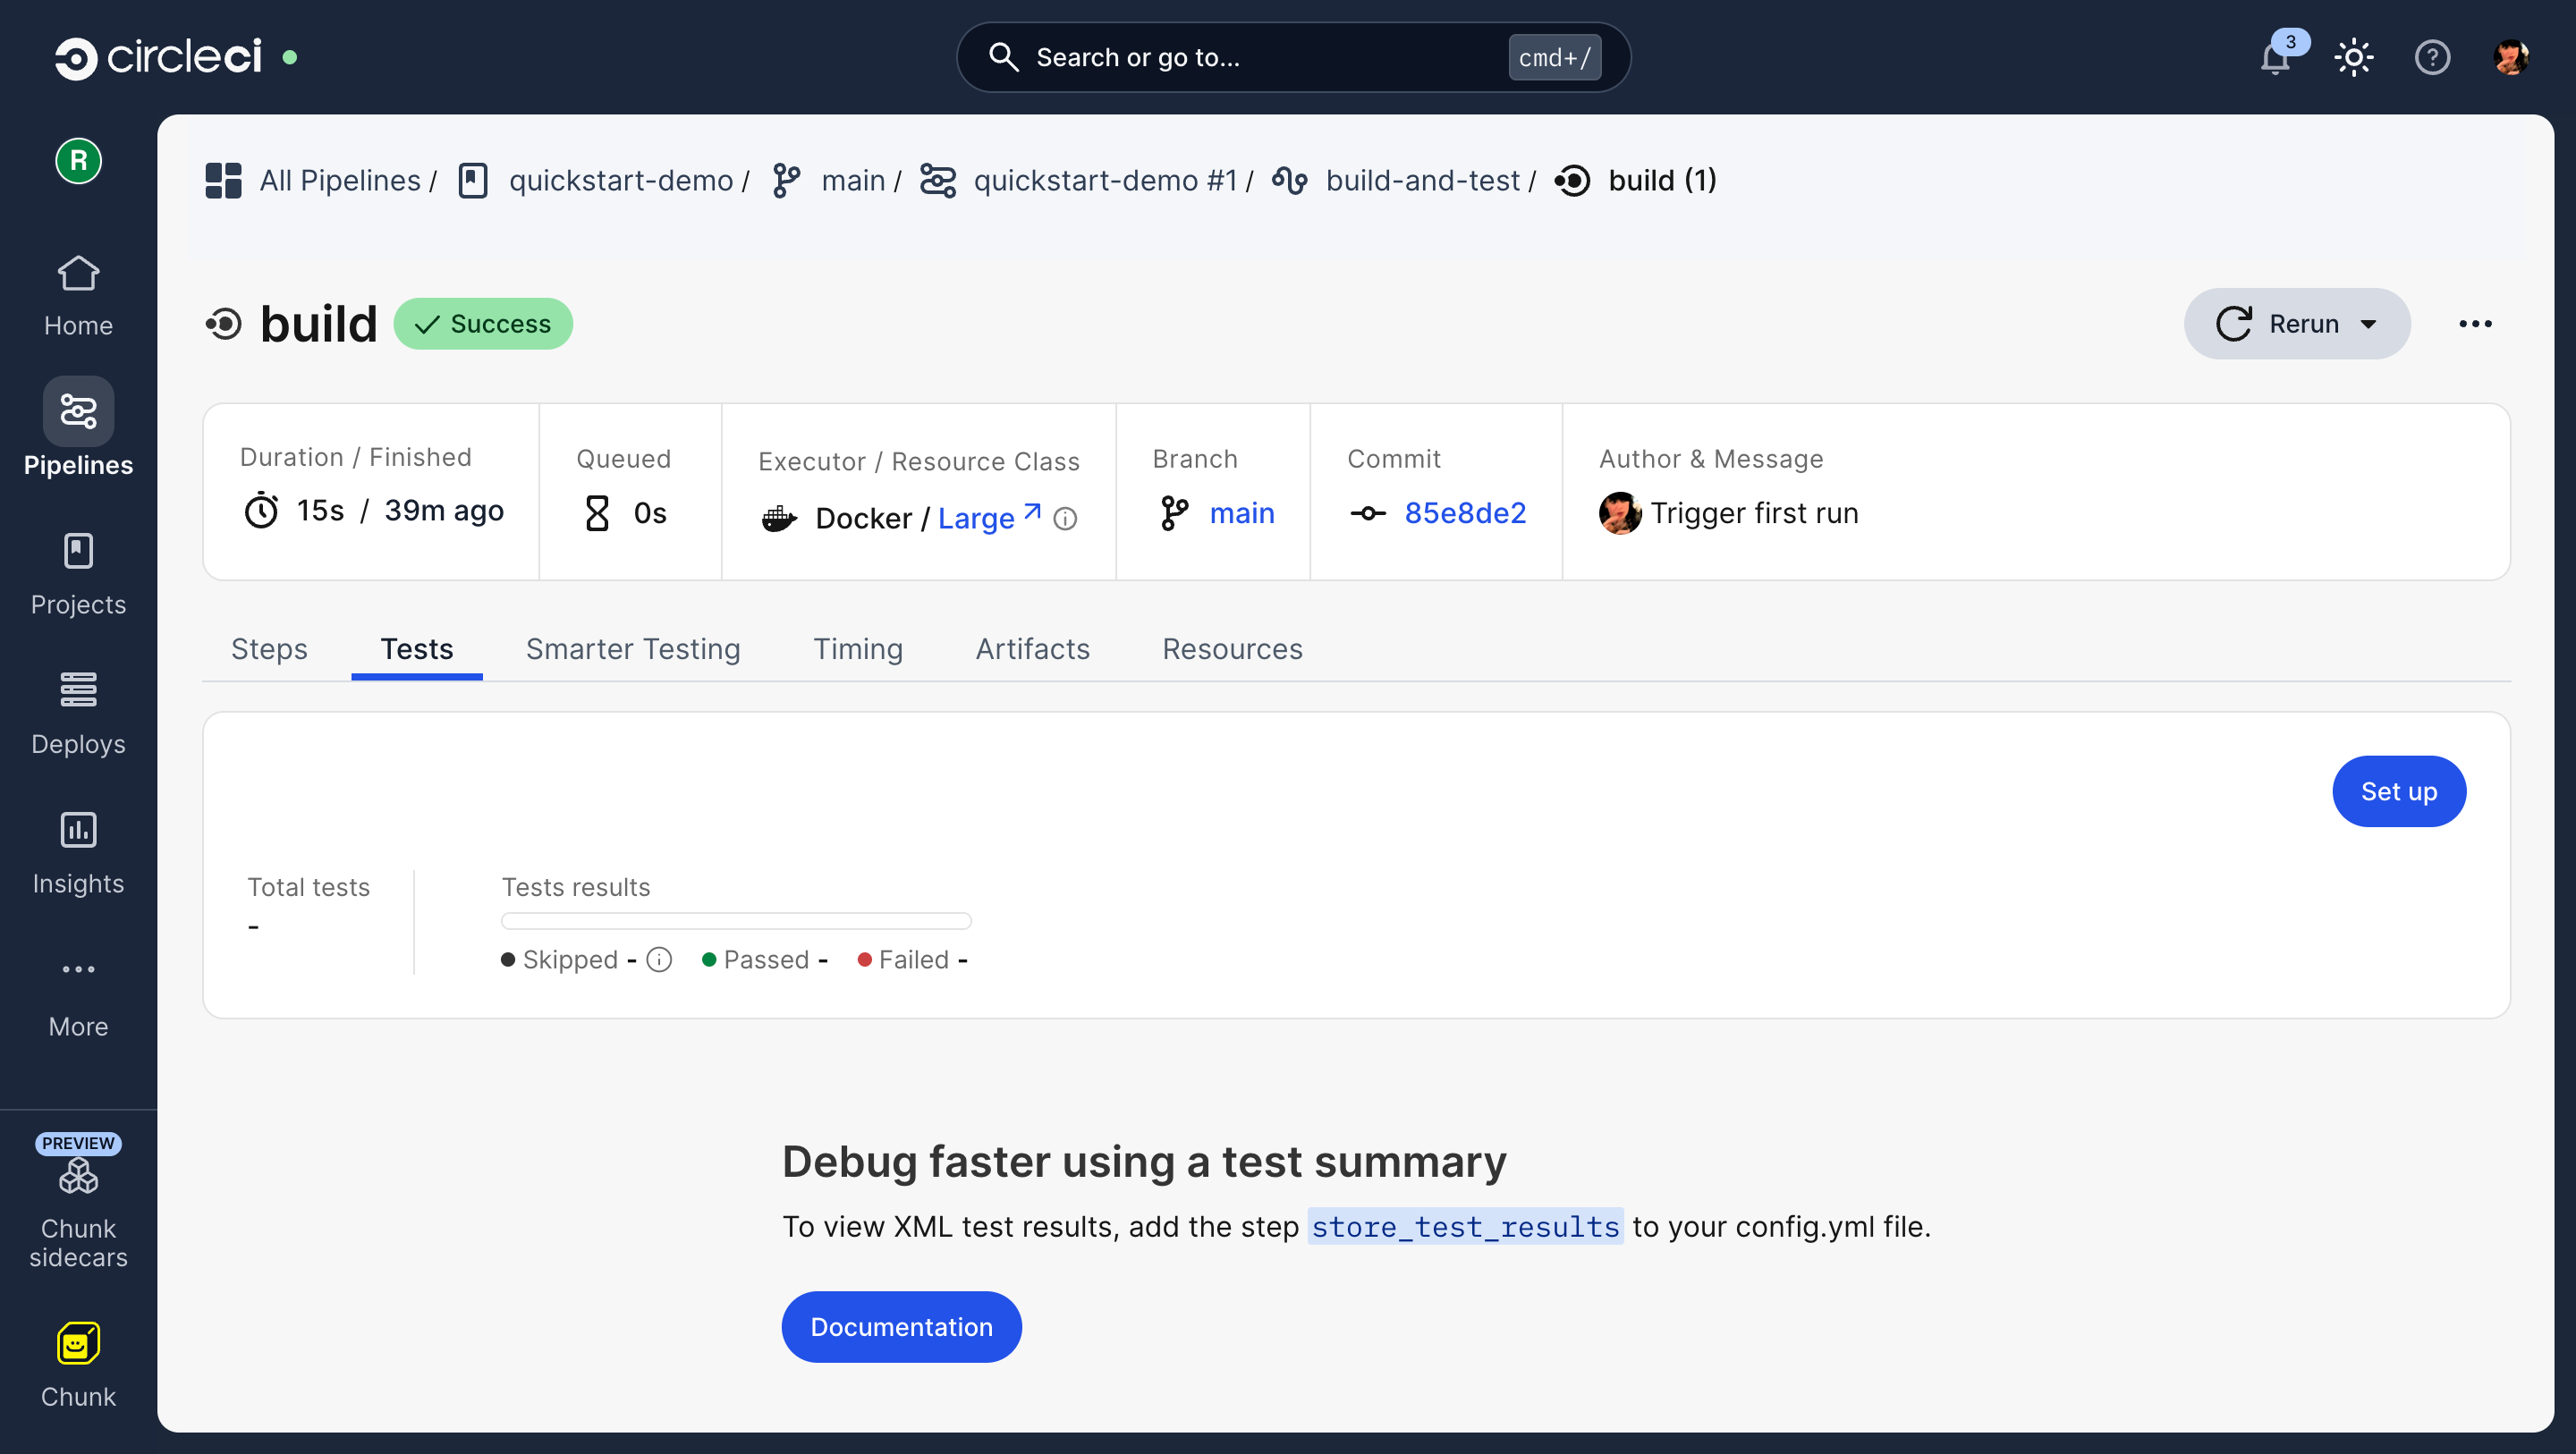 circleci
Search or go to...
cmd+/
3
R
Home
Pipelines
Projects
Deploys
Insights
More
PREVIEW
Chunk
sidecars
Chunk
All Pipelines / quickstart-demo / main / quickstart-demo #1 / build-and-test / build (1)
build
Success
Rerun
Duration / Finished
15s / 39m ago
Queued
0s
Executor / Resource Class
Docker / Large
Branch
main
Commit
85e8de2
Author & Message
Trigger first run
Steps
Tests
Smarter Testing
Timing
Artifacts
Resources
Set up
Total tests
-
Tests results
Skipped -
Passed -
Failed -
Debug faster using a test summary
To view XML test results, add the step store_test_results to your config.yml file.
Documentation